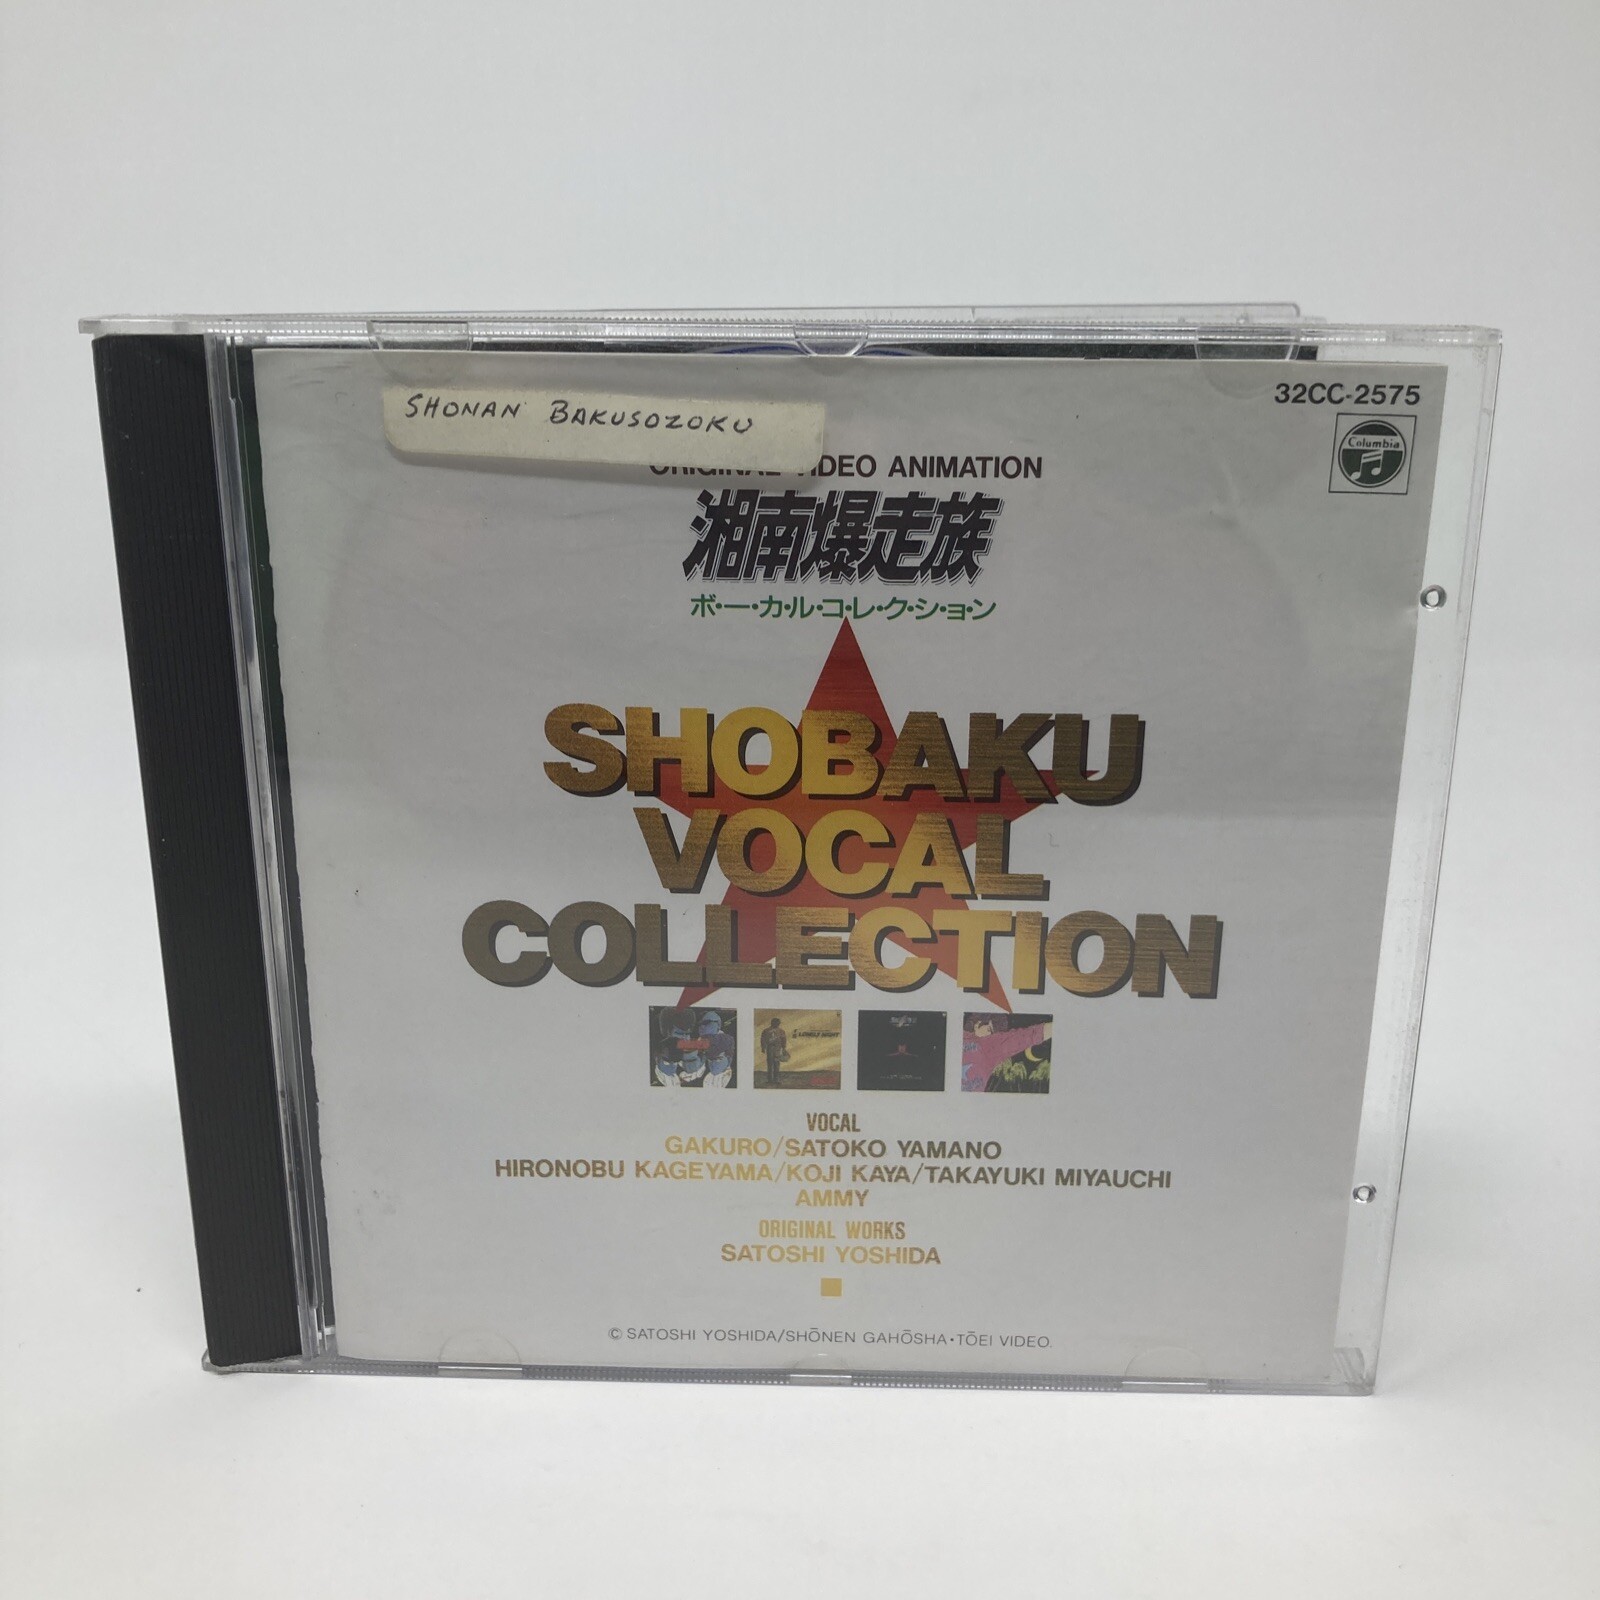 32CC-2575
Columbia
SHONAN BAKUSOZOKU
ORIGINAL VIDEO ANIMATION
湘南爆走族
ボ・ー・カ・ル・コ・レ・ク・シ・ョ・ン
SHOBAKU
VOCAL
COLLECTION
LONELY NIGHT
VOCAL
GAKURO/SATOKO YAMANO
HIRONOBU KAGEYAMA/KOJI KAYA/TAKAYUKI MIYAUCHI
AMMY
ORIGINAL WORKS
SATOSHI YOSHIDA
© SATOSHI YOSHIDA/SHŌNEN GAHŌSHA・TŌEI VIDEO.